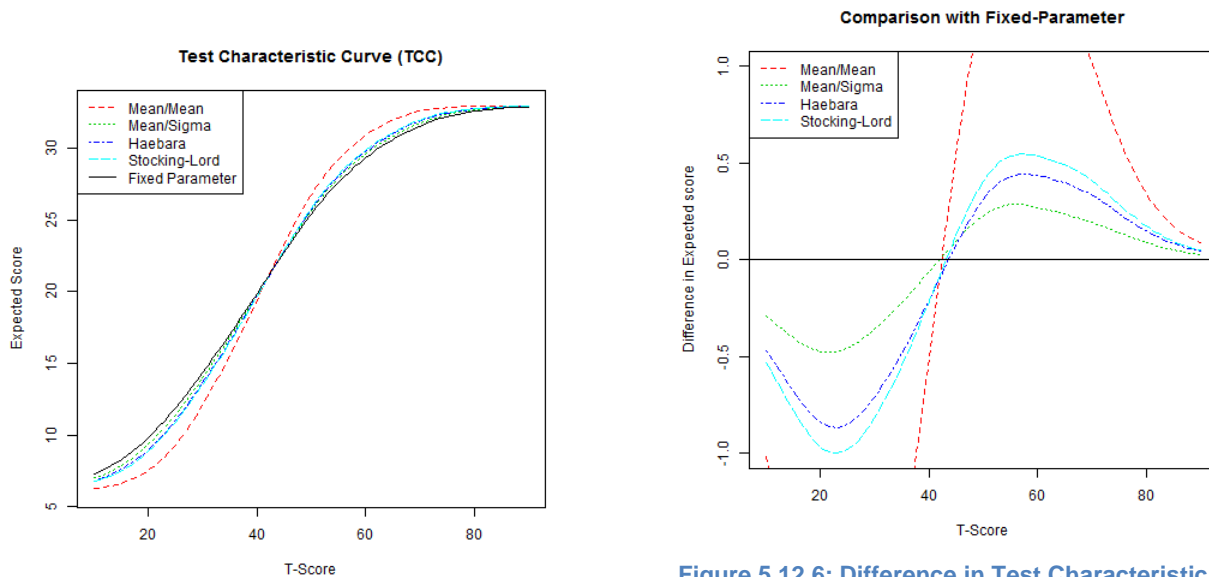 Test Characteristic Curve (TCC)
Mean/Mean
Mean/Sigma
Haebara
Stocking-Lord
Fixed Parameter
Expected Score
30
25
20
15
10
5
20 40 60 80
T-Score
Comparison with Fixed-Parameter
Mean/Mean
Mean/Sigma
Haebara
Stocking-Lord
Difference in Expected score
1.0
0.5
0.0
-0.5
-1.0
20 40 60 80
T-Score
Figure 5.12.6: Difference in Test Characteristic